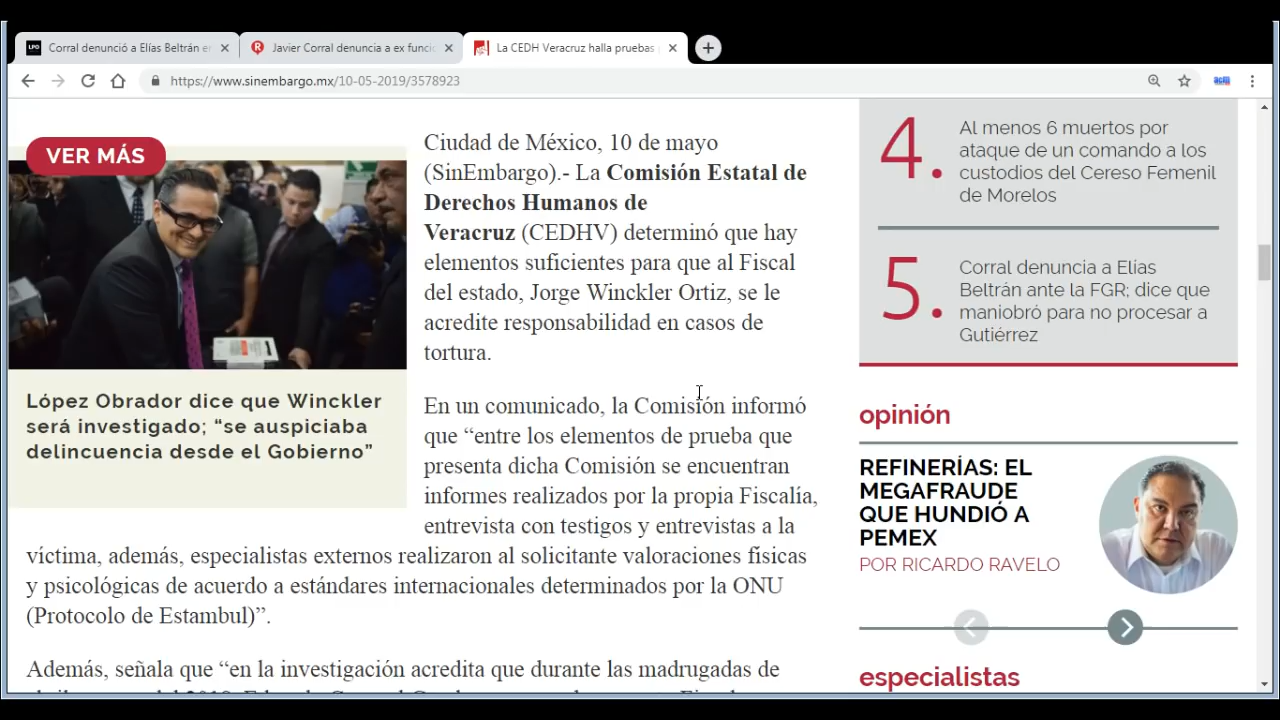 Corral denunció a Elías Beltrán e
Javier Corral denuncia a ex funci
La CEDH Veracruz halla pruebas
https://www.sinembargo.mx/10-05-2019/3578923
VER MÁS
López Obrador dice que Winckler
será investigado; “se auspiciaba
delincuencia desde el Gobierno”
Ciudad de México, 10 de mayo
(SinEmbargo).- La Comisión Estatal de
Derechos Humanos de
Veracruz (CEDHV) determinó que hay
elementos suficientes para que al Fiscal
del estado, Jorge Winckler Ortiz, se le
acredite responsabilidad en casos de
tortura.
En un comunicado, la Comisión informó
que “entre los elementos de prueba que
presenta dicha Comisión se encuentran
informes realizados por la propia Fiscalía,
entrevista con testigos y entrevistas a la
víctima, además, especialistas externos realizaron al solicitante valoraciones físicas
y psicológicas de acuerdo a estándares internacionales determinados por la ONU
(Protocolo de Estambul)”.
Además, señala que “en la investigación acredita que durante las madrugadas de
4.
Al menos 6 muertos por
ataque de un comando a los
custodios del Cereso Femenil
de Morelos
5.
Corral denuncia a Elías
Beltrán ante la FGR; dice que
maniobró para no procesar a
Gutiérrez
opinión
REFINERÍAS: EL
MEGAFRAUDE
QUE HUNDIÓ A
PEMEX
POR RICARDO RAVELO
especialistas